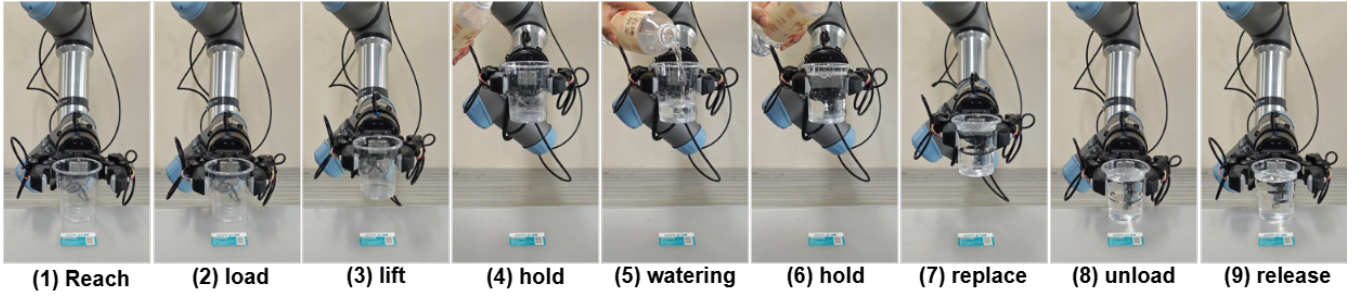 (1) Reach
(2) load
(3) lift
(4) hold
(5) watering
(6) hold
(7) replace
(8) unload
(9) release